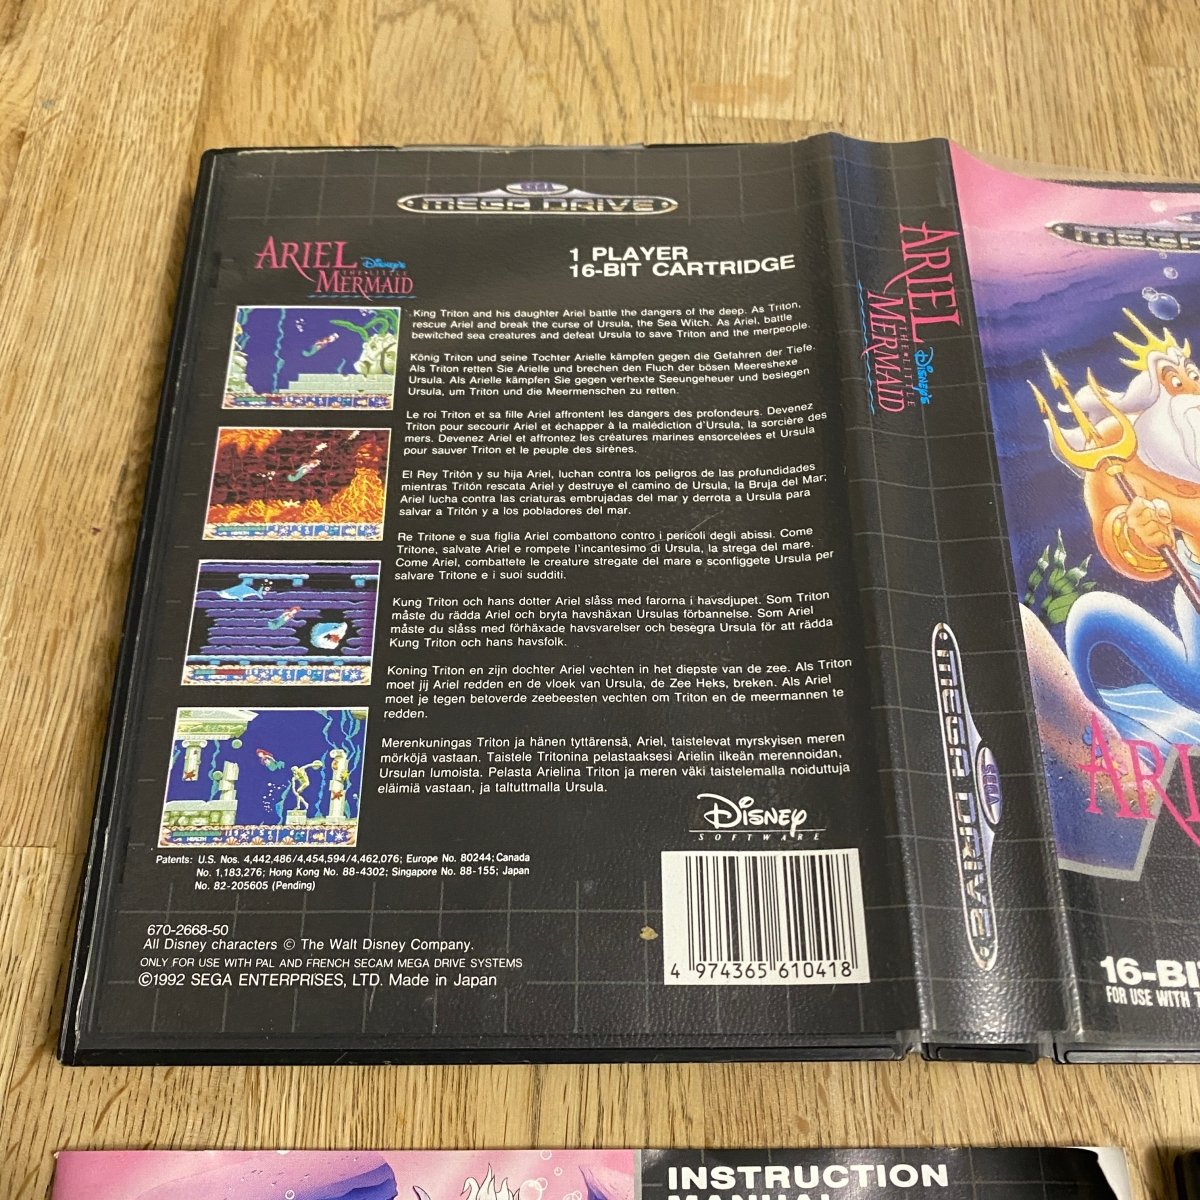 SEGA
MEGA DRIVE
ARIEL
Disney's
THE LITTLE
MERMAID
1 PLAYER
16-BIT CARTRIDGE
King Triton and his daughter Ariel battle the dangers of the deep. As Triton,
rescue Ariel and break the curse of Ursula, the Sea Witch. As Ariel, battle
bewitched sea creatures and defeat Ursula to save Triton and the merpeople.
König Triton und seine Tochter Arielle kämpfen gegen die Gefahren der Tiefe.
Als Triton retten Sie Arielle und brechen den Fluch der bösen Meereshexe
Ursula. Als Arielle kämpfen Sie gegen verhexte Seeungeheuer und besiegen
Ursula, um Triton und die Meermenschen zu retten.
Le roi Triton et sa fille Ariel affrontent les dangers des profondeurs. Devenez
Triton pour secourir Ariel et échapper à la malédiction d'Ursula, la sorcière des
mers. Devenez Ariel et affrontez les créatures marines ensorcelées et Ursula
pour sauver Triton et le peuple des sirènes.
El Rey Tritón y su hija Ariel, luchan contra los peligros de las profundidades
mientras Tritón rescata Ariel y destruye el camino de Ursula, la Bruja del Mar;
Ariel lucha contra las criaturas embrujadas del mar y derrota a Ursula para
salvar a Tritón y a los pobladores del mar.
Re Tritone e sua figlia Ariel combattono contro i pericoli degli abissi. Come
Tritone, salvate Ariel e rompete l'incantesimo di Ursula, la strega del mare.
Come Ariel, combattete le creature stregate del mare e sconfiggete Ursula per
salvare Tritone e i suoi sudditi.
Kung Triton och hans dotter Ariel slåss med farorna i havsdjupet. Som Triton
måste du rädda Ariel och bryta havshäxan Ursulas förbannelse. Som Ariel
måste du slåss med förhäxade havsvarelser och besegra Ursula för att rädda
Kung Triton och hans havsfolk.
Koning Triton en zijn dochter Ariel vechten in het diepste van de zee. Als Triton
moet jij Ariel redden en de vloek van Ursula, de Zee Heks, breken. Als Ariel
moet je tegen betoverde zeebeesten vechten om Triton en de meermannen te
redden.
Merenkuningas Triton ja hänen tyttärensä, Ariel, taistelevat myrskyisen meren
mörköjä vastaan. Taistele Tritonina pelastaaksesi Arielin ilkeän merennoidan,
Ursulan lumoista. Pelasta Arielina Triton ja meren väki taistelemalla noiduttuja
eläimiä vastaan, ja taltuttmalla Ursula.
HEALTH
Disney
SOFTWARE
Patents: U.S. Nos. 4,442,486/4,454,594/4,462,076; Europe No. 80244; Canada
No. 1,183,276; Hong Kong No. 88-4302; Singapore No. 88-155; Japan
No. 82-205605 (Pending)
670-2668-50
All Disney characters © The Walt Disney Company.
ONLY FOR USE WITH PAL AND FRENCH SECAM MEGA DRIVE SYSTEMS
©1992 SEGA ENTERPRISES, LTD. Made in Japan
4 974365 610418
ARIEL
Disney's
THE LITTLE
MERMAID
SEGA
MEGA DRIVE
MEGA
ARI
16-BI
FOR USE WITH
INSTRUCTION
MANUAL